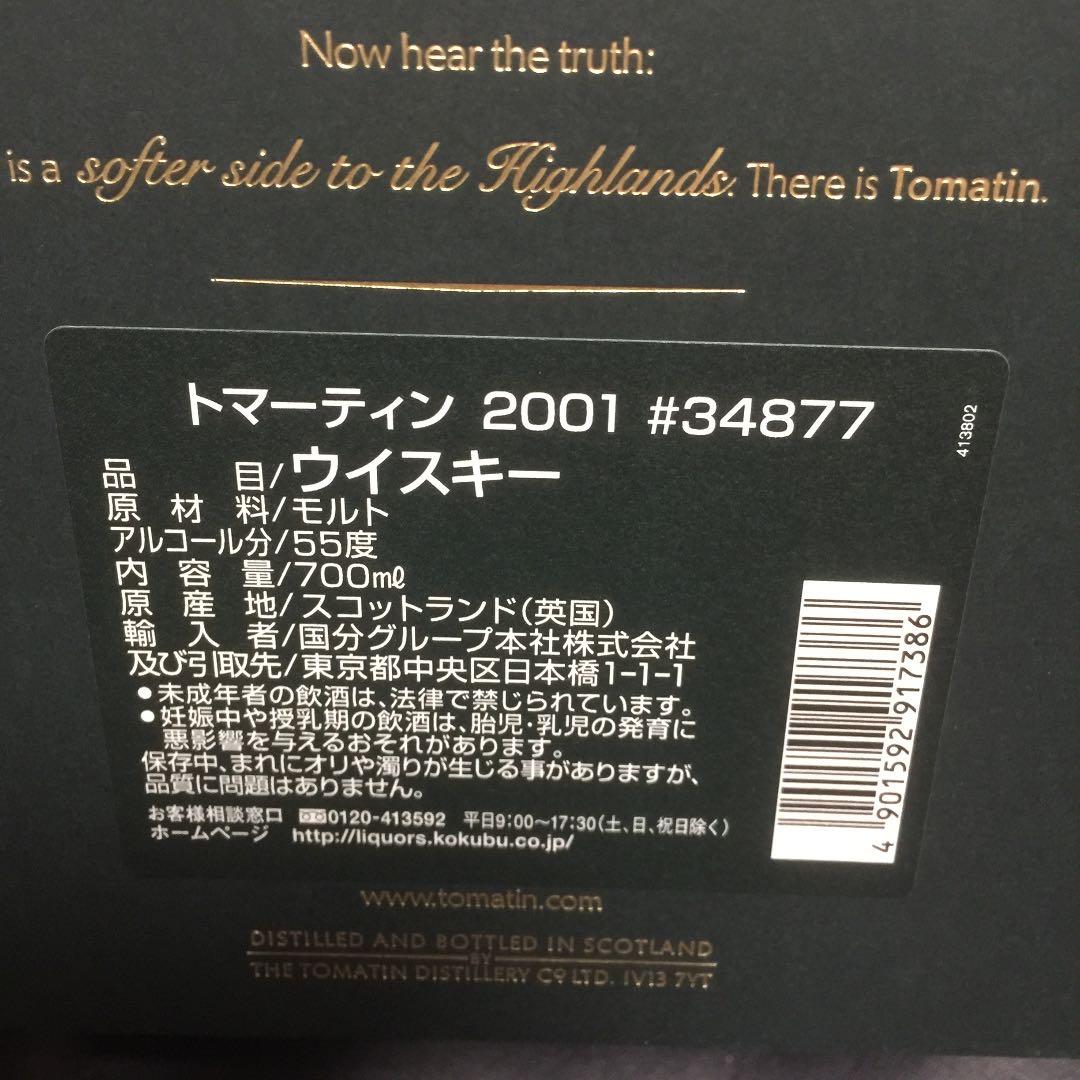 Now hear the truth:
is a softer side to the Highlands. There is Tomatin.
トマーティン 2001 #34877
413802
品目/ウイスキー
原材料/モルト
アルコール分/55度
内容量/700mℓ
原産地/スコットランド(英国)
輸入者/国分グループ本社株式会社
及び引取先/東京都中央区日本橋1-1-1
●未成年者の飲酒は、法律で禁じられています。
●妊娠中や授乳期の飲酒は、胎児・乳児の発育に
悪影響を与えるおそれがあります。
保存中、まれにオリや濁りが生じる事がありますが、
品質に問題はありません。
お客様相談窓口 0120-413592 平日9:00~17:30(土、日、祝日除く)
ホームページ http://liquors.kokubu.co.jp/
4 901592 917386
www.tomatin.com
DISTILLED AND BOTTLED IN SCOTLAND
BY
THE TOMATIN DISTILLERY CO LTD. IV13 7YT